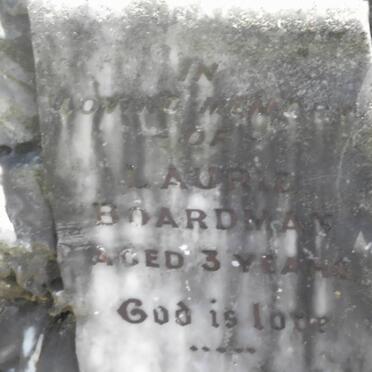 IN
LOVING MEMORY
OF
LAURIE
BOARDMAN
AGED 3 YEARS
God is love